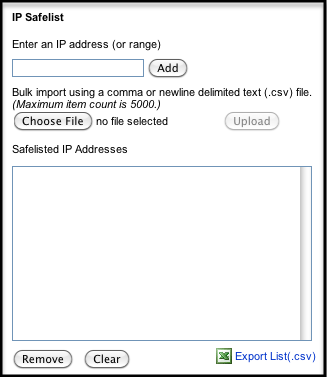 IP Safelist
Enter an IP address (or range)
Add
Bulk import using a comma or newline delimited text (.csv) file.
(Maximum item count is 5000.)
Choose File no file selected Upload
Safelisted IP Addresses
Remove Clear Export List(.csv)